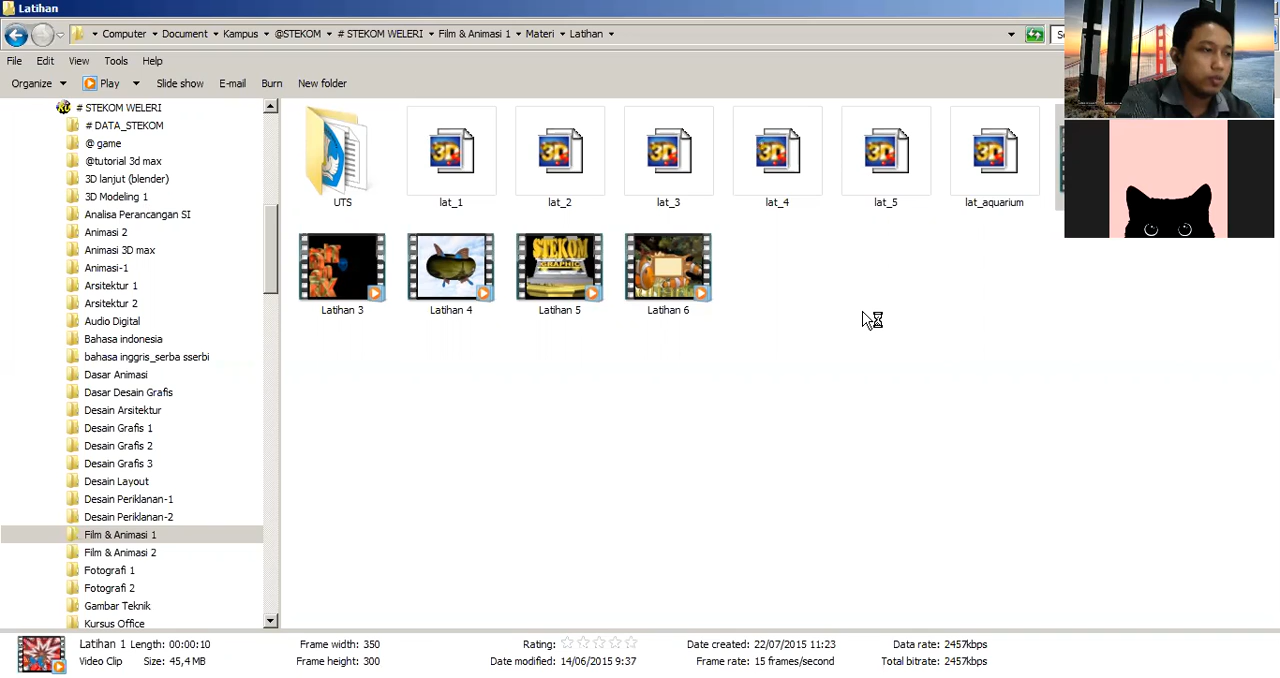 Latihan
Computer Document Kampus @STEKOM # STEKOM WELERI Film & Animasi 1 Materi Latihan
File Edit View Tools Help
Organize Play Slide show E-mail Burn New folder
# STEKOM WELERI
# DATA_STEKOM
@ game
@tutorial 3d max
3D lanjut (blender)
3D Modeling 1
Analisa Perancangan SI
Animasi 2
Animasi 3D max
Animasi-1
Arsitektur 1
Arsitektur 2
Audio Digital
Bahasa indonesia
bahasa inggris_serba sserbi
Dasar Animasi
Dasar Desain Grafis
Desain Arsitektur
Desain Grafis 1
Desain Grafis 2
Desain Grafis 3
Desain Layout
Desain Periklanan-1
Desain Periklanan-2
Film & Animasi 1
Film & Animasi 2
Fotografi 1
Fotografi 2
Gambar Teknik
Kursus Office
UTS lat_1 lat_2 lat_3 lat_4 lat_5 lat_aquarium
STEKOM
GRAPHIC
Latihan 3 Latihan 4 Latihan 5 Latihan 6
Latihan 1 Length: 00:00:10 Frame width: 350 Rating: Date created: 22/07/2015 11:23 Data rate: 2457kbps
Video Clip Size: 45,4 MB Frame height: 300 Date modified: 14/06/2015 9:37 Frame rate: 15 frames/second Total bitrate: 2457kbps